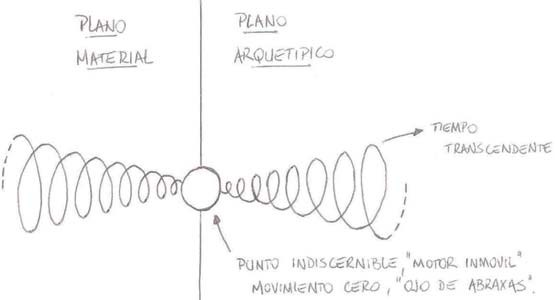 PLANO
MATERIAL
PLANO
ARQUETIPICO
TIEMPO
TRANSCENDENTE
PUNTO INDISCERNIBLE, "MOTOR INMOVIL"
MOVIMIENTO CERO, "OJO DE ABRAXAS".